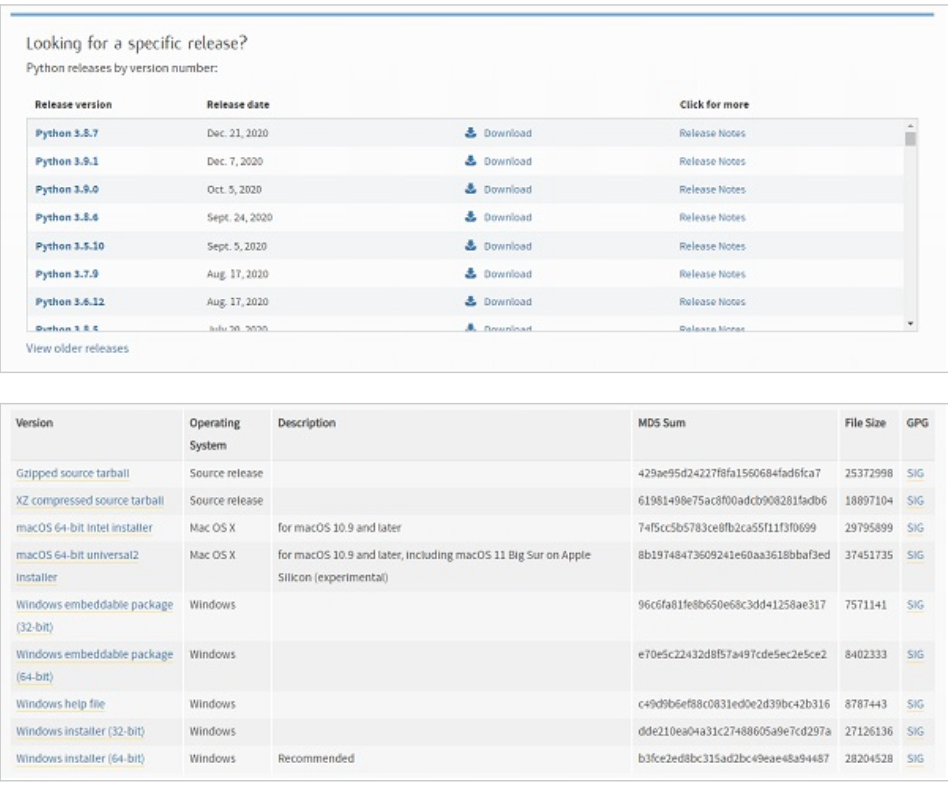 Looking for a specific release?
Python releases by version number:
Release version Release date Click for more
Python 3.8.7 Dec. 21, 2020 Download Release Notes
Python 3.9.1 Dec. 7, 2020 Download Release Notes
Python 3.9.0 Oct. 5, 2020 Download Release Notes
Python 3.8.6 Sept. 24, 2020 Download Release Notes
Python 3.5.10 Sept. 5, 2020 Download Release Notes
Python 3.7.9 Aug. 17, 2020 Download Release Notes
Python 3.6.12 Aug. 17, 2020 Download Release Notes
Python 3.8.5 July 20, 2020 Download Release Notes
View older releases
Version Operating Description MD5 Sum File Size GPG
System
Gzipped source tarball Source release 429ae95d24227f8fa1560684fad6fca7 25372998 SIG
XZ compressed source tarball Source release 61981498e75ac8f00adcb908281fadb6 18897104 SIG
macOS 64-bit Intel installer Mac OS X for macOS 10.9 and later 74f5cc5b5783ce8fb2ca55f11f3f0699 29795899 SIG
macOS 64-bit universal2 Mac OS X for macOS 10.9 and later, including macOS 11 Big Sur on Apple 8b19748473609241e60aa3618bbaf3ed 37451735 SIG
installer Silicon (experimental)
Windows embeddable package Windows 96c6fa81fe8b650e68c3dd41258ae317 7571141 SIG
(32-bit)
Windows embeddable package Windows e70e5c22432d8f57a497cde5ec2e5ce2 8402333 SIG
(64-bit)
Windows help file Windows c49d9b6ef88c0831ed0e2d39bc42b316 8787443 SIG
Windows installer (32-bit) Windows dde210ea04a31c27488605a9e7cd297a 27126136 SIG
Windows installer (64-bit) Windows Recommended b3fce2ed8bc315ad2bc49eae48a94487 28204528 SIG